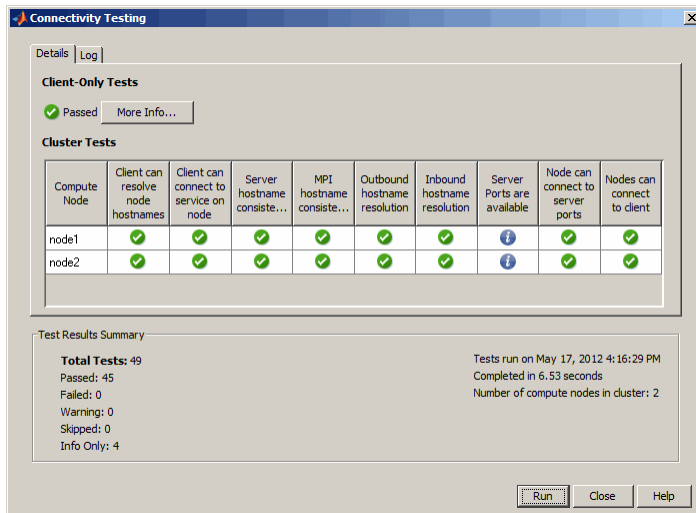 Connectivity Testing
Details
Log
Client-Only Tests
Passed
More Info...
Cluster Tests
Compute Node
Client can resolve node hostnames
Client can connect to service on node
Server hostname consiste...
MPI hostname consiste...
Outbound hostname resolution
Inbound hostname resolution
Server Ports are available
Node can connect to server ports
Nodes can connect to client
node1
node2
Test Results Summary
Total Tests: 49
Passed: 45
Failed: 0
Warning: 0
Skipped: 0
Info Only: 4
Tests run on May 17, 2012 4:16:29 PM
Completed in 6.53 seconds
Number of compute nodes in cluster: 2
Run
Close
Help